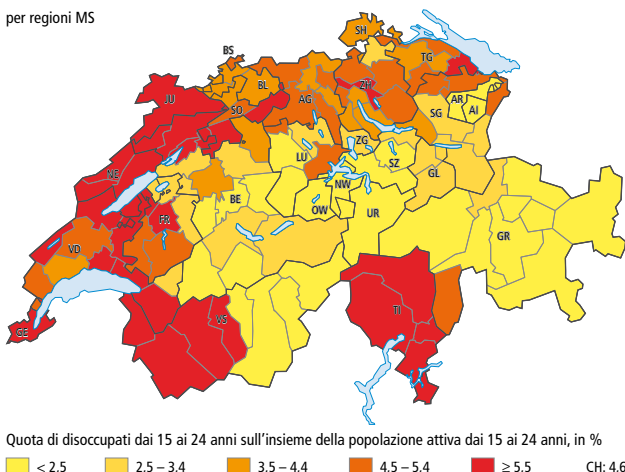 per regioni MS
SH
BS
TG
JU
BL
ZH
AG
SO
AR
AI
SG
ZG
LU
SZ
NE
GL
NW
BE
OW
UR
FR
GR
VD
TI
VS
GE
Quota di disoccupati dai 15 ai 24 anni sull'insieme della popolazione attiva dai 15 ai 24 anni, in %
< 2.5 2.5 – 3.4 3.5 – 4.4 4.5 – 5.4 ≥ 5.5 CH: 4.6